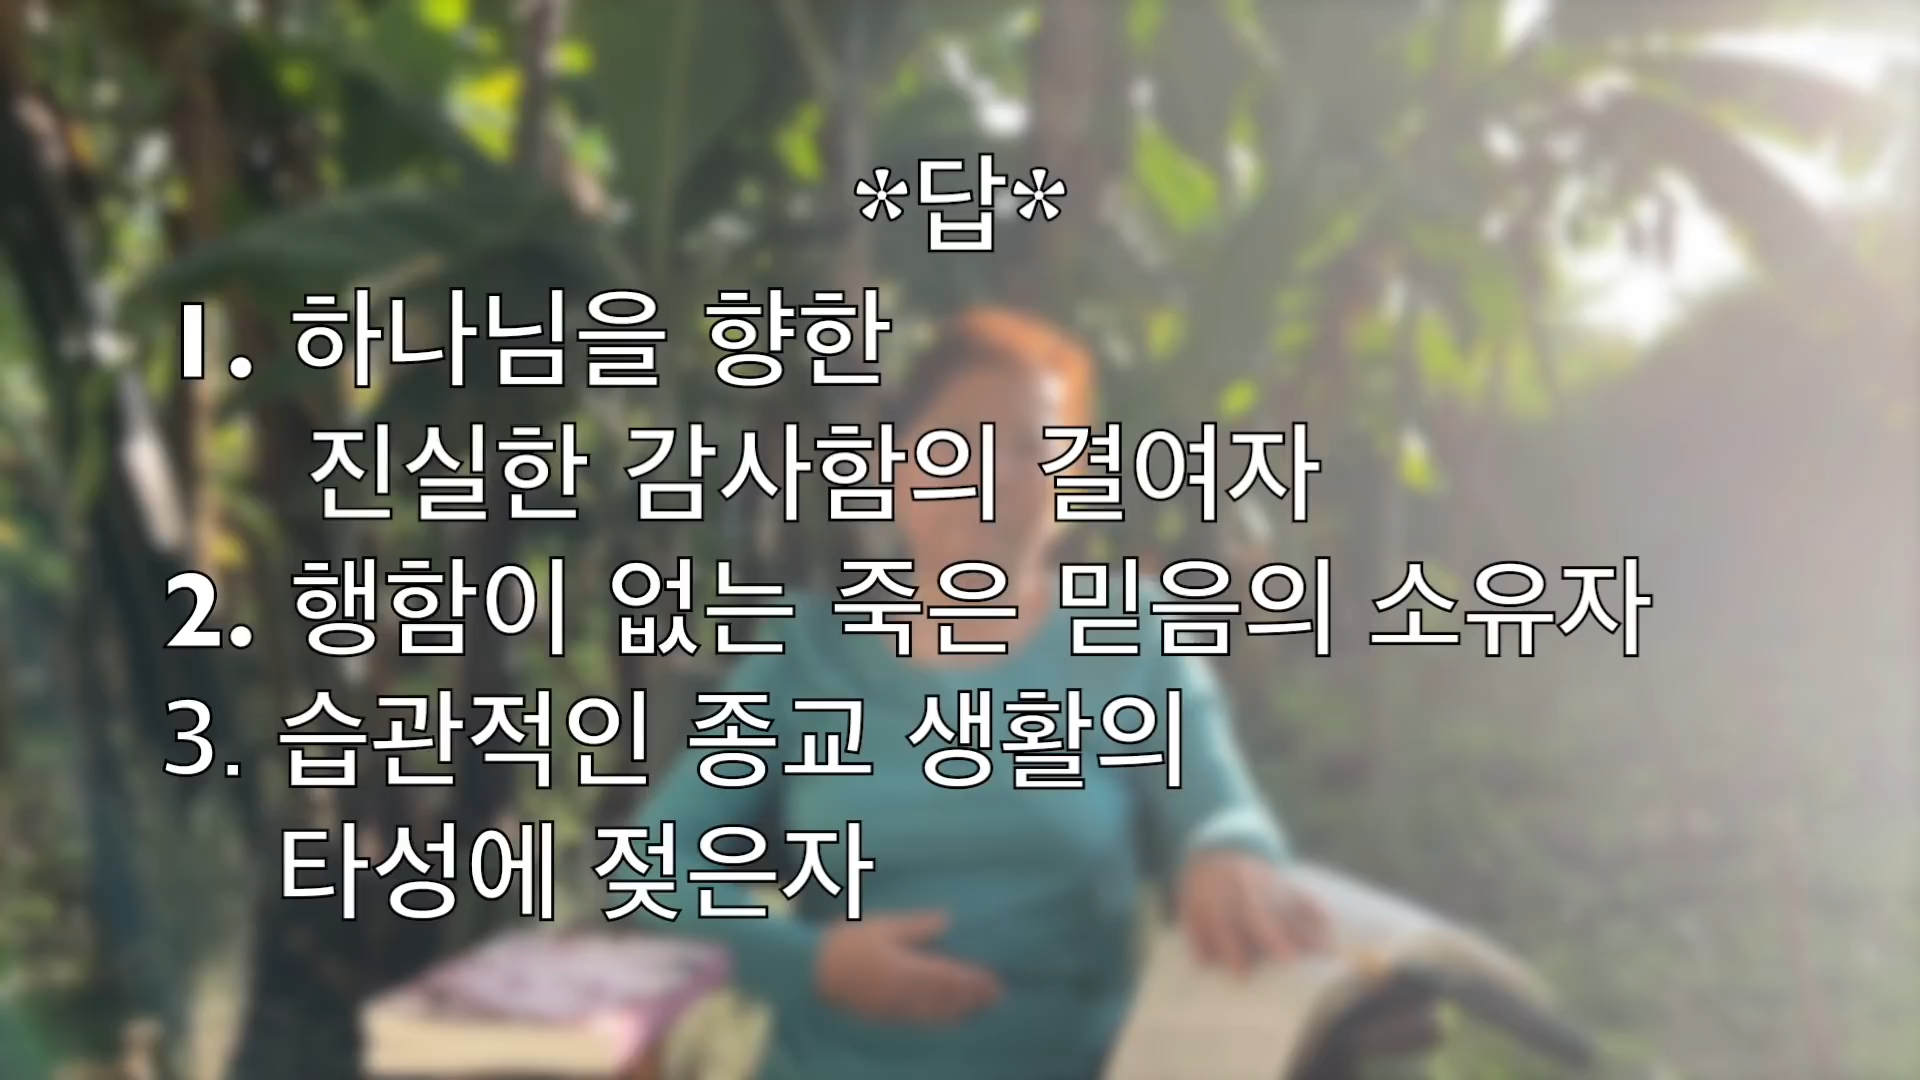 *답*
1. 하나님을 향한
진실한 감사함의 결여자
2. 행함이 없는 죽은 믿음의 소유자
3. 습관적인 종교 생활의
타성에 젖은자